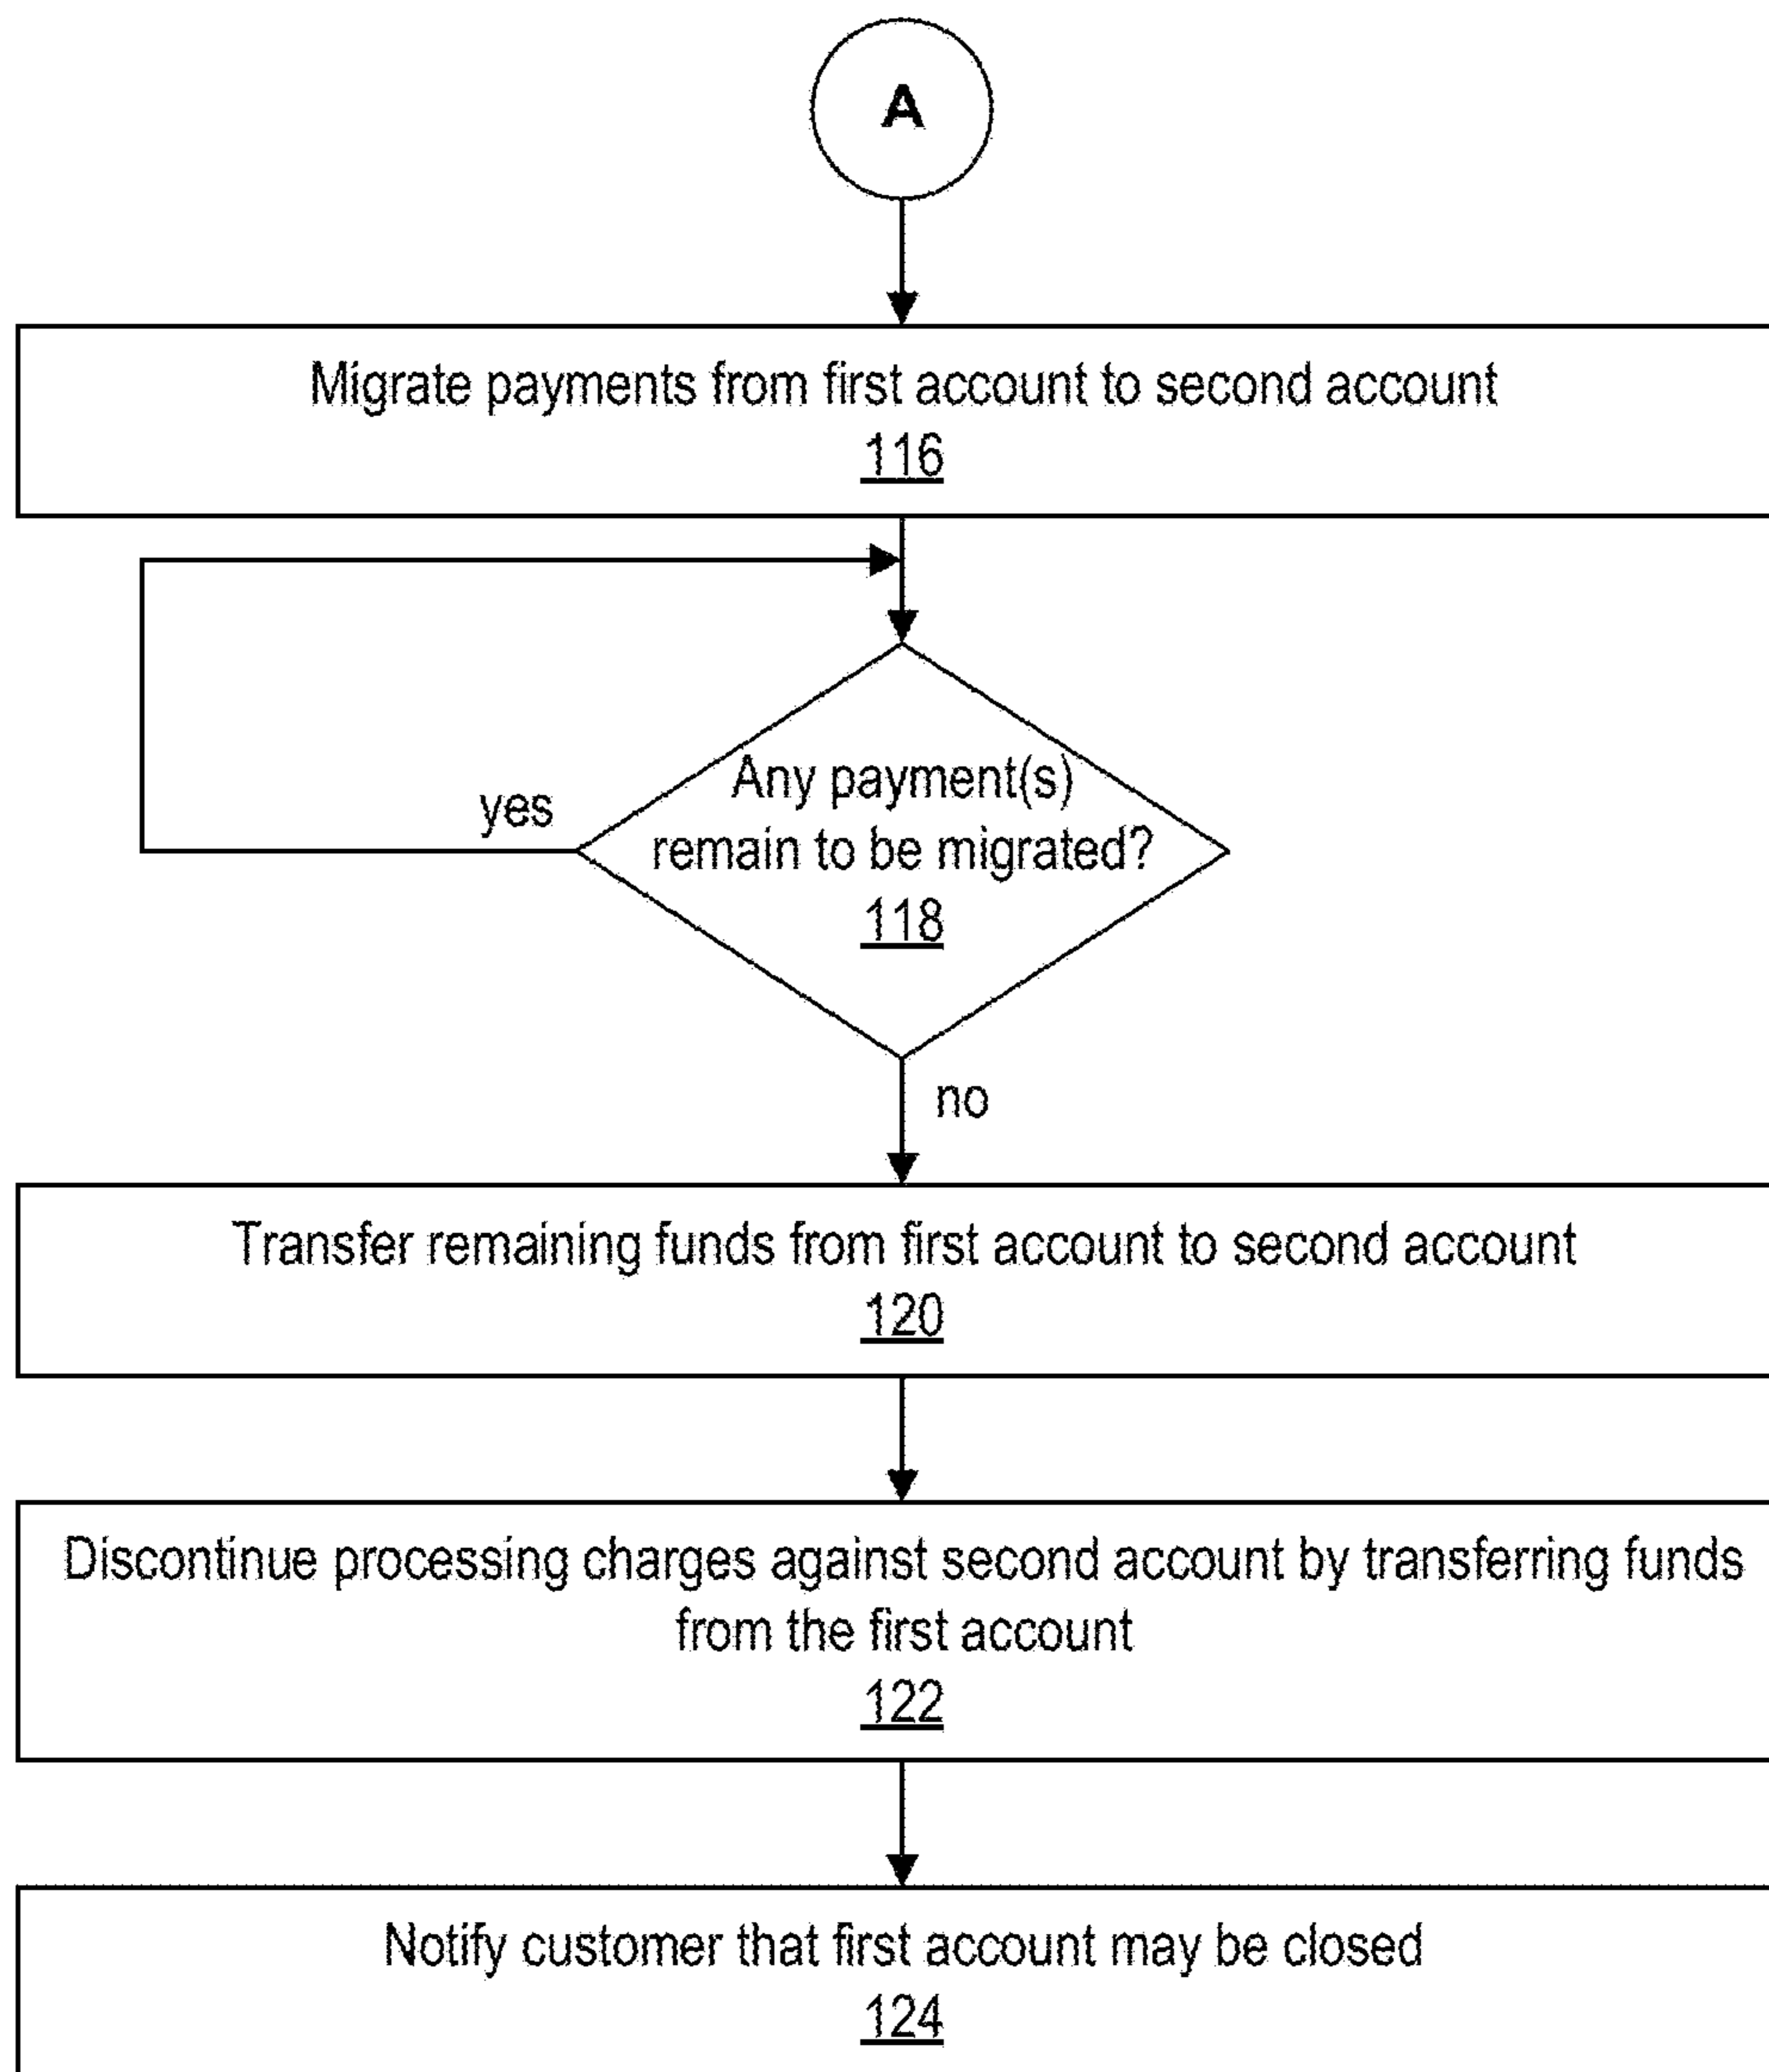 A
Migrate payments from first account to second account
116
Any payment(s)
remain to be migrated?
118
yes
no
Transfer remaining funds from first account to second account
120
Discontinue processing charges against second account by transferring funds
from the first account
122
Notify customer that first account may be closed
124